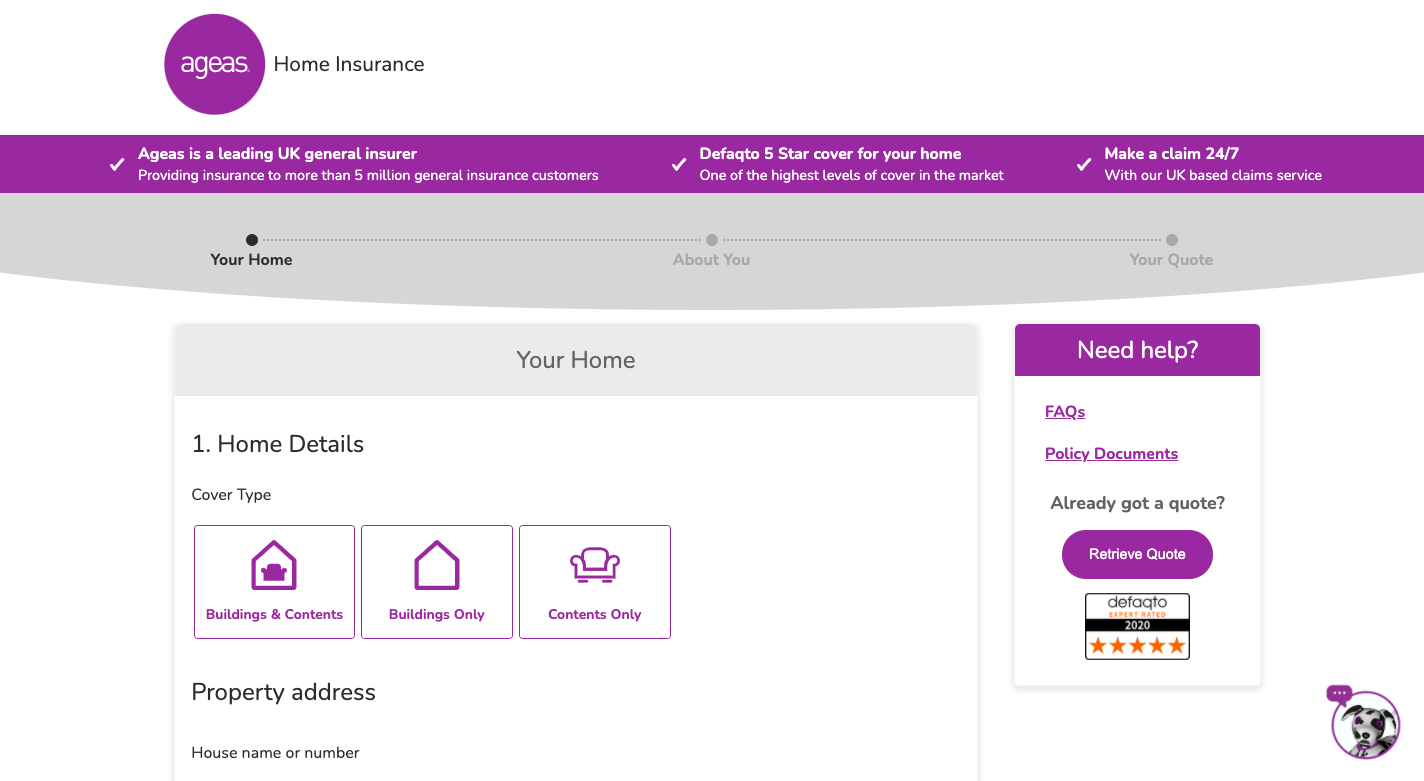 ageas.
Home Insurance
Ageas is a leading UK general insurer
Providing insurance to more than 5 million general insurance customers
Defaqto 5 Star cover for your home
One of the highest levels of cover in the market
Make a claim 24/7
With our UK based claims service
Your Home
About You
Your Quote
Your Home
1. Home Details
Cover Type
Buildings & Contents
Buildings Only
Contents Only
Property address
House name or number
Need help?
FAQs
Policy Documents
Already got a quote?
Retrieve Quote
defaqto
EXPERT RATED
2020